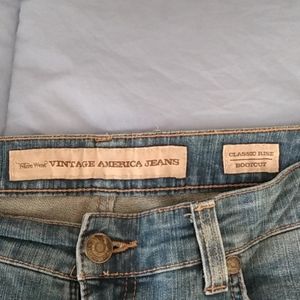 Nine West VINTAGE AMERICA JEANS
CLASSIC RISE
BOOTCUT